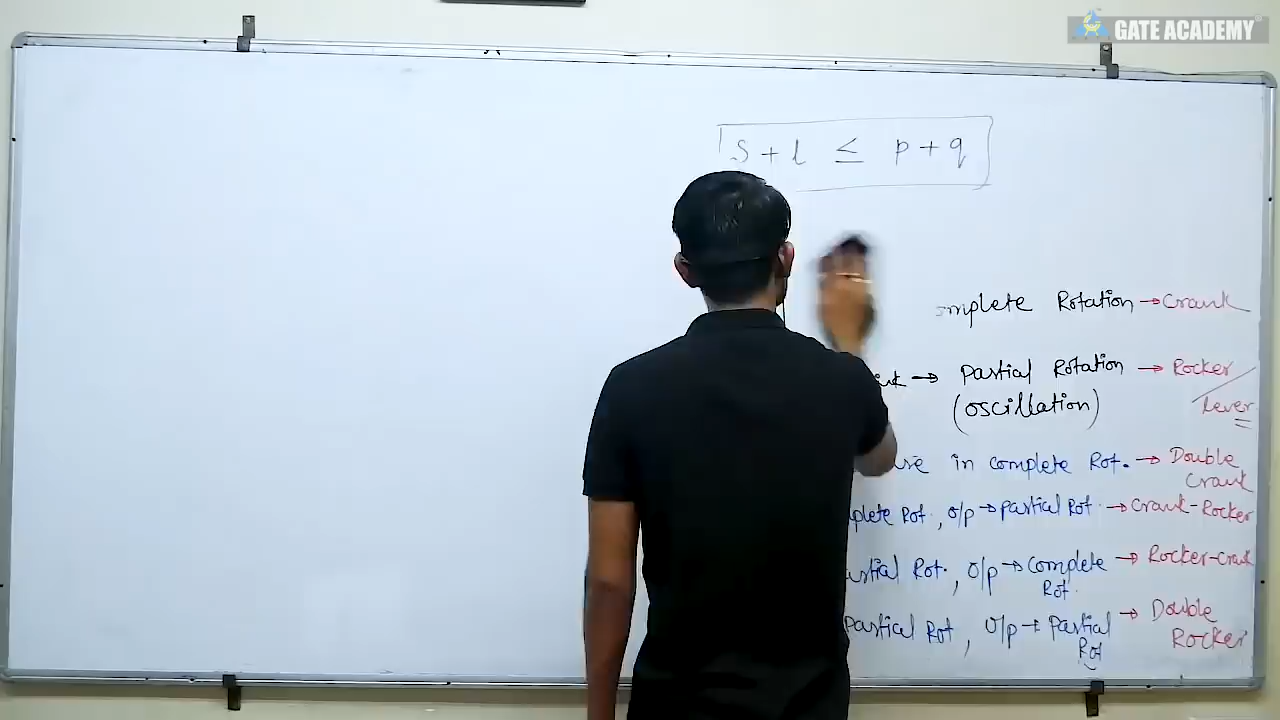 GATE ACADEMY
S + l ≤ p + q
mplete Rotation → Crank
→ Partial Rotation → Rocker
(oscillation) / lever
in complete Rot. → Double
Crank
plete Rot., o/p → partial Rot. → Crank-Rocker
artial Rot., o/p → Complete → Rocker-crank
Rot.
Partial Rot, o/p → Partial → Double
Rot Rocker